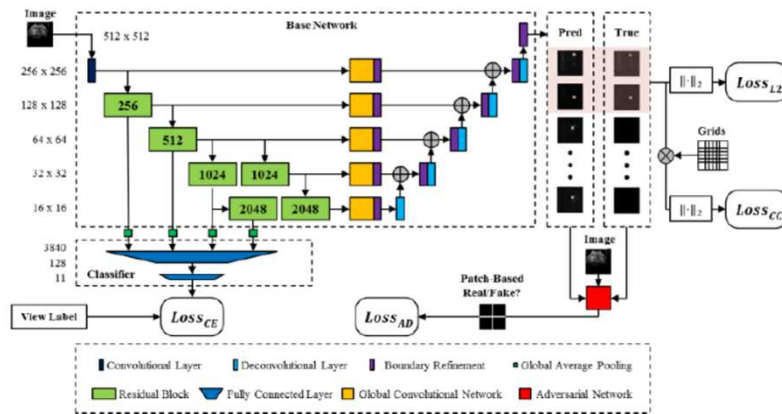 Image
512 x 512
Base Network
Pred
True
256 x 256
‖·‖₂
Loss_L2
128 x 128
256
64 x 64
512
Grids
32 x 32
1024
1024
16 x 16
2048
2048
‖·‖₂
Loss_CC
3840
128
11
Classifier
Image
Patch-Based
Real/Fake?
View Label
Loss_CE
Loss_AD
Convolutional Layer
Deconvolutional Layer
Boundary Refinement
Global Average Pooling
Residual Block
Fully Connected Layer
Global Convolutional Network
Adversarial Network